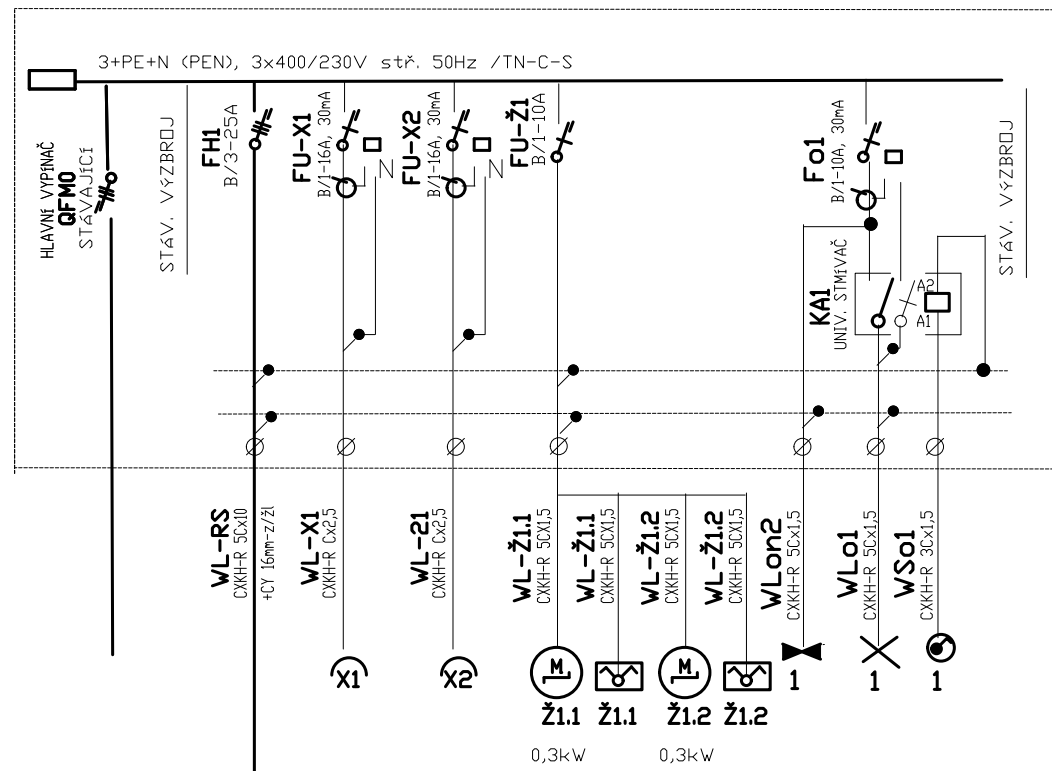 3+PE+N (PEN), 3x400/230V stř. 50Hz /TN-C-S
HLAVNÍ VYPÍNAČ
QFM0
STÁVAJÍCÍ
STÁV. VÝZBROJ
FH1
B/3-25A
FU-X1
B/1-16A, 30mA
N
FU-X2
B/1-16A, 30mA
N
FU-Ž1
B/1-10A
Fo1
B/1-10A, 30mA
STÁV. VÝZBROJ
KA1
UNIV. STMÍVAČ
A2
A1
WL-RS
CXKH-R 5Cx10
+CY 16mm-z/žl
WL-X1
CXKH-R Cx2,5
WL-21
CXKH-R Cx2,5
WL-Ž1.1
CXKH-R 5CX1,5
WL-Ž1.1
CXKH-R 5CX1,5
WL-Ž1.2
CXKH-R 5CX1,5
WL-Ž1.2
CXKH-R 5CX1,5
WLon2
CXKH-R 5Cx1,5
WLo1
CXKH-R 5Cx1,5
WSo1
CXKH-R 3Cx1,5
X1
X2
M
M
1
1
1
Ž1.1
Ž1.1
Ž1.2
Ž1.2
0,3kW
0,3kW